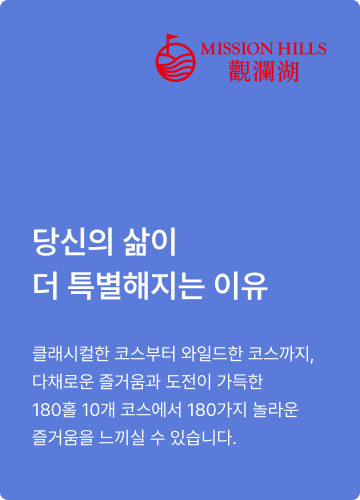 MISSION HILLS
觀瀾湖
당신의 삶이
더 특별해지는 이유
클래시컬한 코스부터 와일드한 코스까지,
다채로운 즐거움과 도전이 가득한
180홀 10개 코스에서 180가지 놀라운
즐거움을 느끼실 수 있습니다.